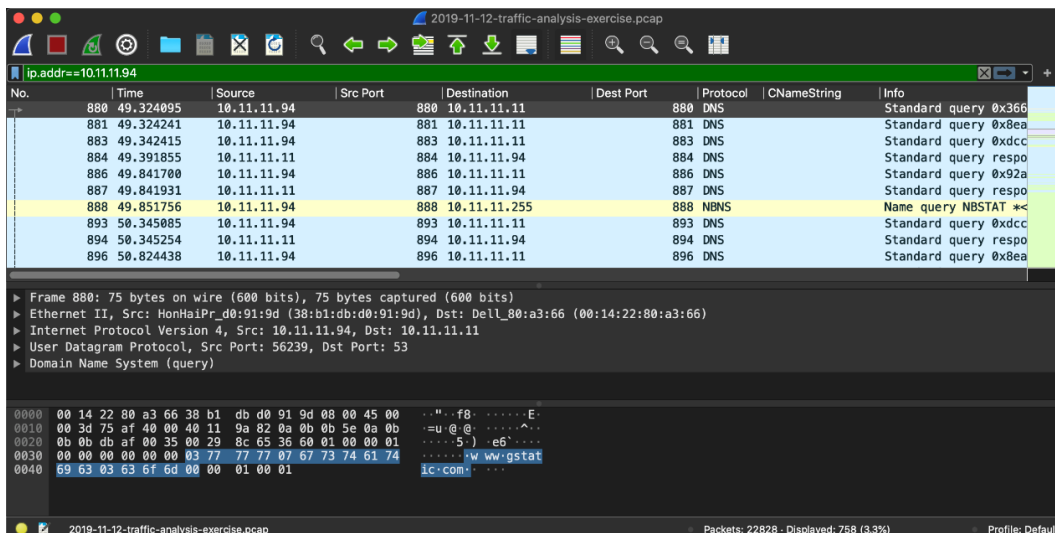 2019-11-12-traffic-analysis-exercise.pcap
ip.addr==10.11.11.94
No. Time Source Src Port Destination Dest Port Protocol CNameString Info
880 49.324095 10.11.11.94 880 10.11.11.11 880 DNS Standard query 0x366
881 49.324241 10.11.11.94 881 10.11.11.11 881 DNS Standard query 0x8ea
883 49.342415 10.11.11.94 883 10.11.11.11 883 DNS Standard query 0xdcc
884 49.391855 10.11.11.11 884 10.11.11.94 884 DNS Standard query respo
886 49.841700 10.11.11.94 886 10.11.11.11 886 DNS Standard query 0x92a
887 49.841931 10.11.11.11 887 10.11.11.94 887 DNS Standard query respo
888 49.851756 10.11.11.94 888 10.11.11.255 888 NBNS Name query NBSTAT *<
893 50.345085 10.11.11.94 893 10.11.11.11 893 DNS Standard query 0xdcc
894 50.345254 10.11.11.11 894 10.11.11.94 894 DNS Standard query respo
896 50.824438 10.11.11.94 896 10.11.11.11 896 DNS Standard query 0x8ea
Frame 880: 75 bytes on wire (600 bits), 75 bytes captured (600 bits)
Ethernet II, Src: HonHaiPr_d0:91:9d (38:b1:db:d0:91:9d), Dst: Dell_80:a3:66 (00:14:22:80:a3:66)
Internet Protocol Version 4, Src: 10.11.11.94, Dst: 10.11.11.11
User Datagram Protocol, Src Port: 56239, Dst Port: 53
Domain Name System (query)
0000 00 14 22 80 a3 66 38 b1 db d0 91 9d 08 00 45 00 ··"··f8· ······E·
0010 00 3d 75 af 40 00 40 11 9a 82 0a 0b 0b 5e 0a 0b ·=u·@·@· ·····^··
0020 0b 0b db af 00 35 00 29 8c 65 36 60 01 00 00 01 ·····5·) ·e6`····
0030 00 00 00 00 00 00 03 77 77 77 07 67 73 74 61 74 ·······w ww·gstat
0040 69 63 03 63 6f 6d 00 00 01 00 01 ic·com·· ···
2019-11-12-traffic-analysis-exercise.pcap
Packets: 22828 · Displayed: 758 (3.3%)
Profile: Defaul